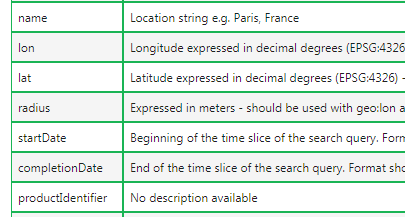 name Location string e.g. Paris, France
lon Longitude expressed in decimal degrees (EPSG:4326
lat Latitude expressed in decimal degrees (EPSG:4326) -
radius Expressed in meters - should be used with geo:lon a
startDate Beginning of the time slice of the search query. Form
completionDate End of the time slice of the search query. Format sho
productIdentifier No description available